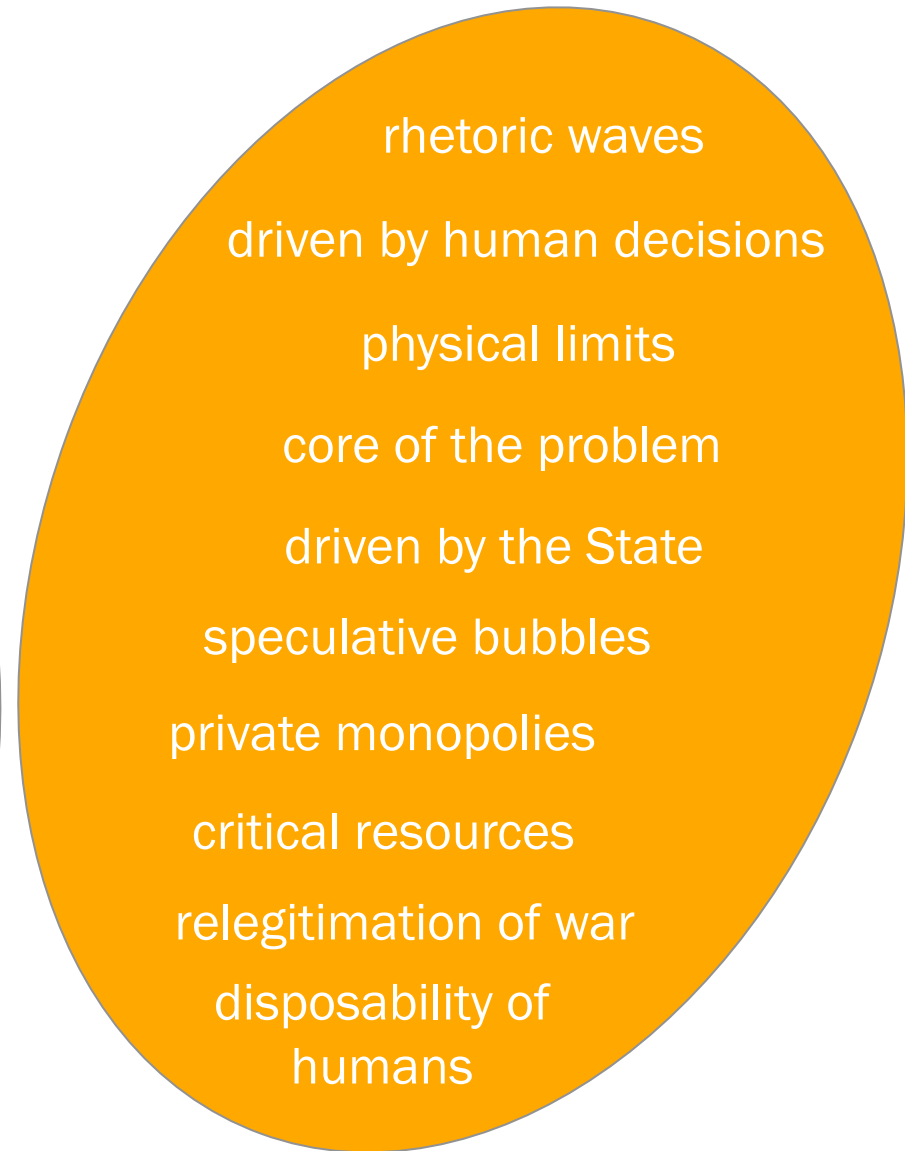 rhetoric waves
driven by human decisions
physical limits
core of the problem
driven by the State
speculative bubbles
private monopolies
critical resources
relegitimation of war
disposability of
humans